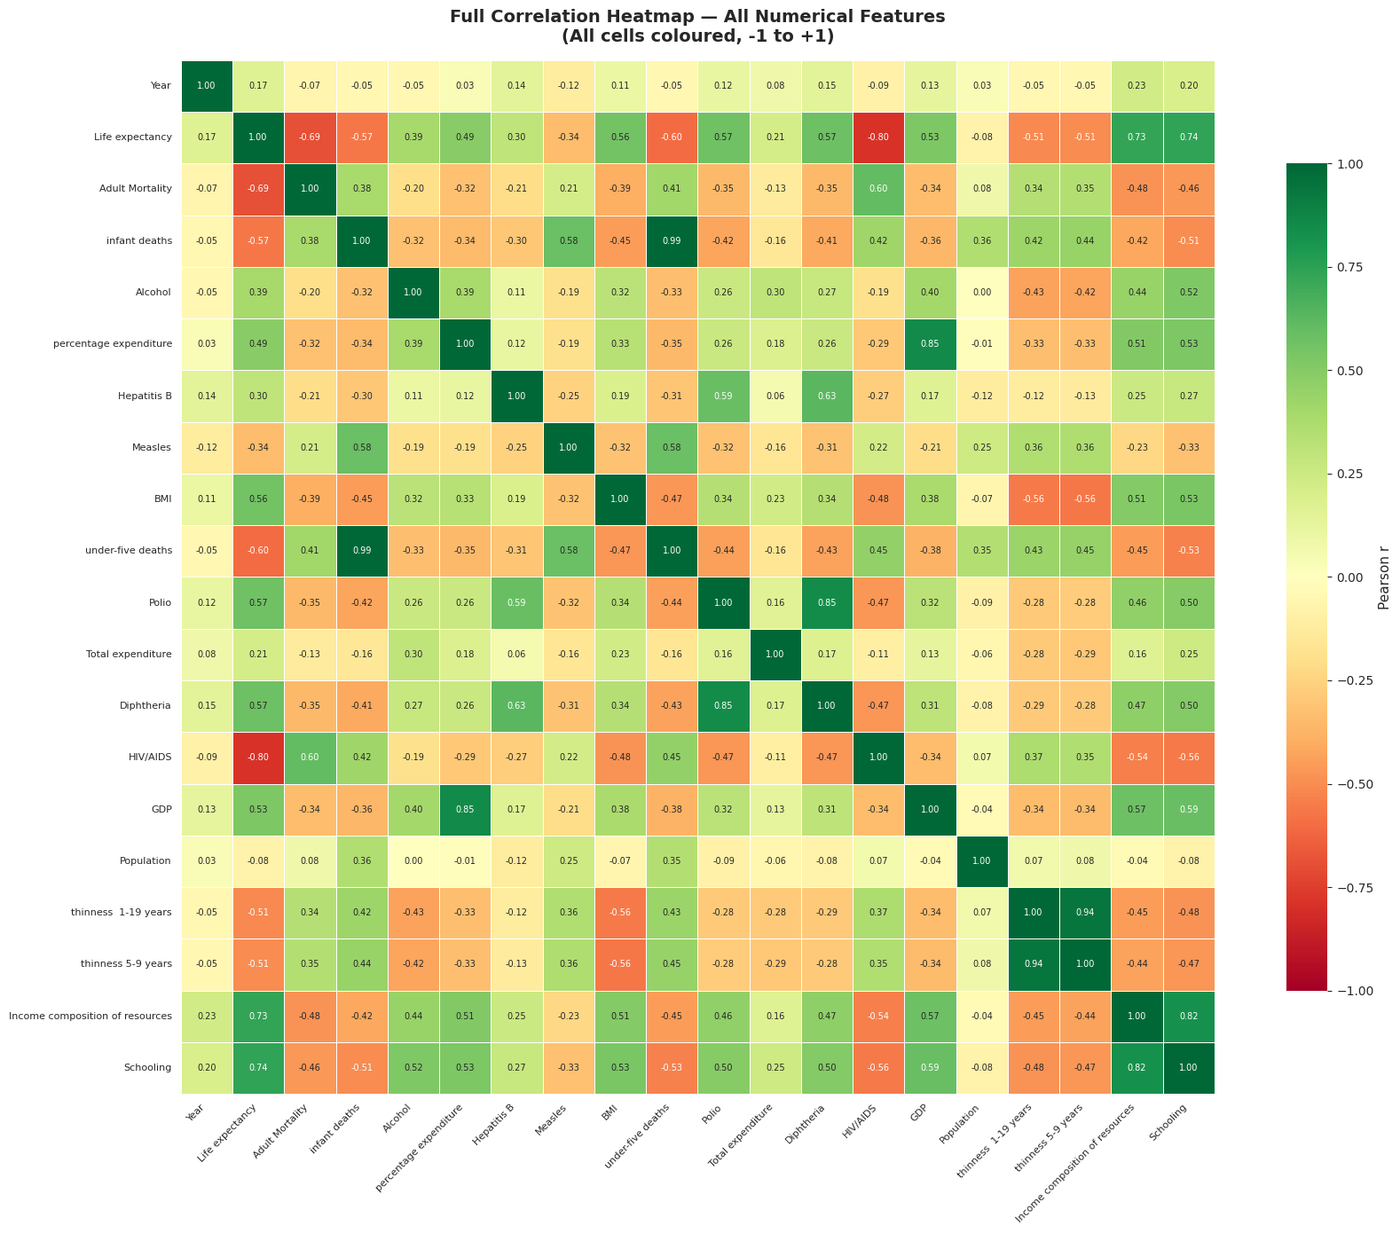 Full Correlation Heatmap — All Numerical Features
(All cells coloured, -1 to +1)
Year 1.00 0.17 -0.07 -0.05 -0.05 0.03 0.14 -0.12 0.11 -0.05 0.12 0.08 0.15 -0.09 0.13 0.03 -0.05 -0.05 0.23 0.20
Life expectancy 0.17 1.00 -0.69 -0.57 0.39 0.49 0.30 -0.34 0.56 -0.60 0.57 0.21 0.57 -0.80 0.53 -0.08 -0.51 -0.51 0.73 0.74
Adult Mortality -0.07 -0.69 1.00 0.38 -0.20 -0.32 -0.21 0.21 -0.39 0.41 -0.35 -0.13 -0.35 0.60 -0.34 0.08 0.34 0.35 -0.48 -0.46
infant deaths -0.05 -0.57 0.38 1.00 -0.32 -0.34 -0.30 0.58 -0.45 0.99 -0.42 -0.16 -0.41 0.42 -0.36 0.36 0.42 0.44 -0.42 -0.51
Alcohol -0.05 0.39 -0.20 -0.32 1.00 0.39 0.11 -0.19 0.32 -0.33 0.26 0.30 0.27 -0.19 0.40 0.00 -0.43 -0.42 0.44 0.52
percentage expenditure 0.03 0.49 -0.32 -0.34 0.39 1.00 0.12 -0.19 0.33 -0.35 0.26 0.18 0.26 -0.29 0.85 -0.01 -0.33 -0.33 0.51 0.53
Hepatitis B 0.14 0.30 -0.21 -0.30 0.11 0.12 1.00 -0.25 0.19 -0.31 0.59 0.06 0.63 -0.27 0.17 -0.12 -0.12 -0.13 0.25 0.27
Measles -0.12 -0.34 0.21 0.58 -0.19 -0.19 -0.25 1.00 -0.32 0.58 -0.32 -0.16 -0.31 0.22 -0.21 0.25 0.36 0.36 -0.23 -0.33
BMI 0.11 0.56 -0.39 -0.45 0.32 0.33 0.19 -0.32 1.00 -0.47 0.34 0.23 0.34 -0.48 0.38 -0.07 -0.56 -0.56 0.51 0.53
under-five deaths -0.05 -0.60 0.41 0.99 -0.33 -0.35 -0.31 0.58 -0.47 1.00 -0.44 -0.16 -0.43 0.45 -0.38 0.35 0.43 0.45 -0.45 -0.53
Polio 0.12 0.57 -0.35 -0.42 0.26 0.26 0.59 -0.32 0.34 -0.44 1.00 0.16 0.85 -0.47 0.32 -0.09 -0.28 -0.28 0.46 0.50
Total expenditure 0.08 0.21 -0.13 -0.16 0.30 0.18 0.06 -0.16 0.23 -0.16 0.16 1.00 0.17 -0.11 0.13 -0.06 -0.28 -0.29 0.16 0.25
Diphtheria 0.15 0.57 -0.35 -0.41 0.27 0.26 0.63 -0.31 0.34 -0.43 0.85 0.17 1.00 -0.47 0.31 -0.08 -0.29 -0.28 0.47 0.50
HIV/AIDS -0.09 -0.80 0.60 0.42 -0.19 -0.29 -0.27 0.22 -0.48 0.45 -0.47 -0.11 -0.47 1.00 -0.34 0.07 0.37 0.35 -0.54 -0.56
GDP 0.13 0.53 -0.34 -0.36 0.40 0.85 0.17 -0.21 0.38 -0.38 0.32 0.13 0.31 -0.34 1.00 -0.04 -0.34 -0.34 0.57 0.59
Population 0.03 -0.08 0.08 0.36 0.00 -0.01 -0.12 0.25 -0.07 0.35 -0.09 -0.06 -0.08 0.07 -0.04 1.00 0.07 0.08 -0.04 -0.08
thinness  1-19 years -0.05 -0.51 0.34 0.42 -0.43 -0.33 -0.12 0.36 -0.56 0.43 -0.28 -0.28 -0.29 0.37 -0.34 0.07 1.00 0.94 -0.45 -0.48
thinness 5-9 years -0.05 -0.51 0.35 0.44 -0.42 -0.33 -0.13 0.36 -0.56 0.45 -0.28 -0.29 -0.28 0.35 -0.34 0.08 0.94 1.00 -0.44 -0.47
Income composition of resources 0.23 0.73 -0.48 -0.42 0.44 0.51 0.25 -0.23 0.51 -0.45 0.46 0.16 0.47 -0.54 0.57 -0.04 -0.45 -0.44 1.00 0.82
Schooling 0.20 0.74 -0.46 -0.51 0.52 0.53 0.27 -0.33 0.53 -0.53 0.50 0.25 0.50 -0.56 0.59 -0.08 -0.48 -0.47 0.82 1.00
Year
Life expectancy
Adult Mortality
infant deaths
Alcohol
percentage expenditure
Hepatitis B
Measles
BMI
under-five deaths
Polio
Total expenditure
Diphtheria
HIV/AIDS
GDP
Population
thinness  1-19 years
thinness 5-9 years
Income composition of resources
Schooling
1.00
0.75
0.50
0.25
0.00
−0.25
−0.50
−0.75
−1.00
Pearson r